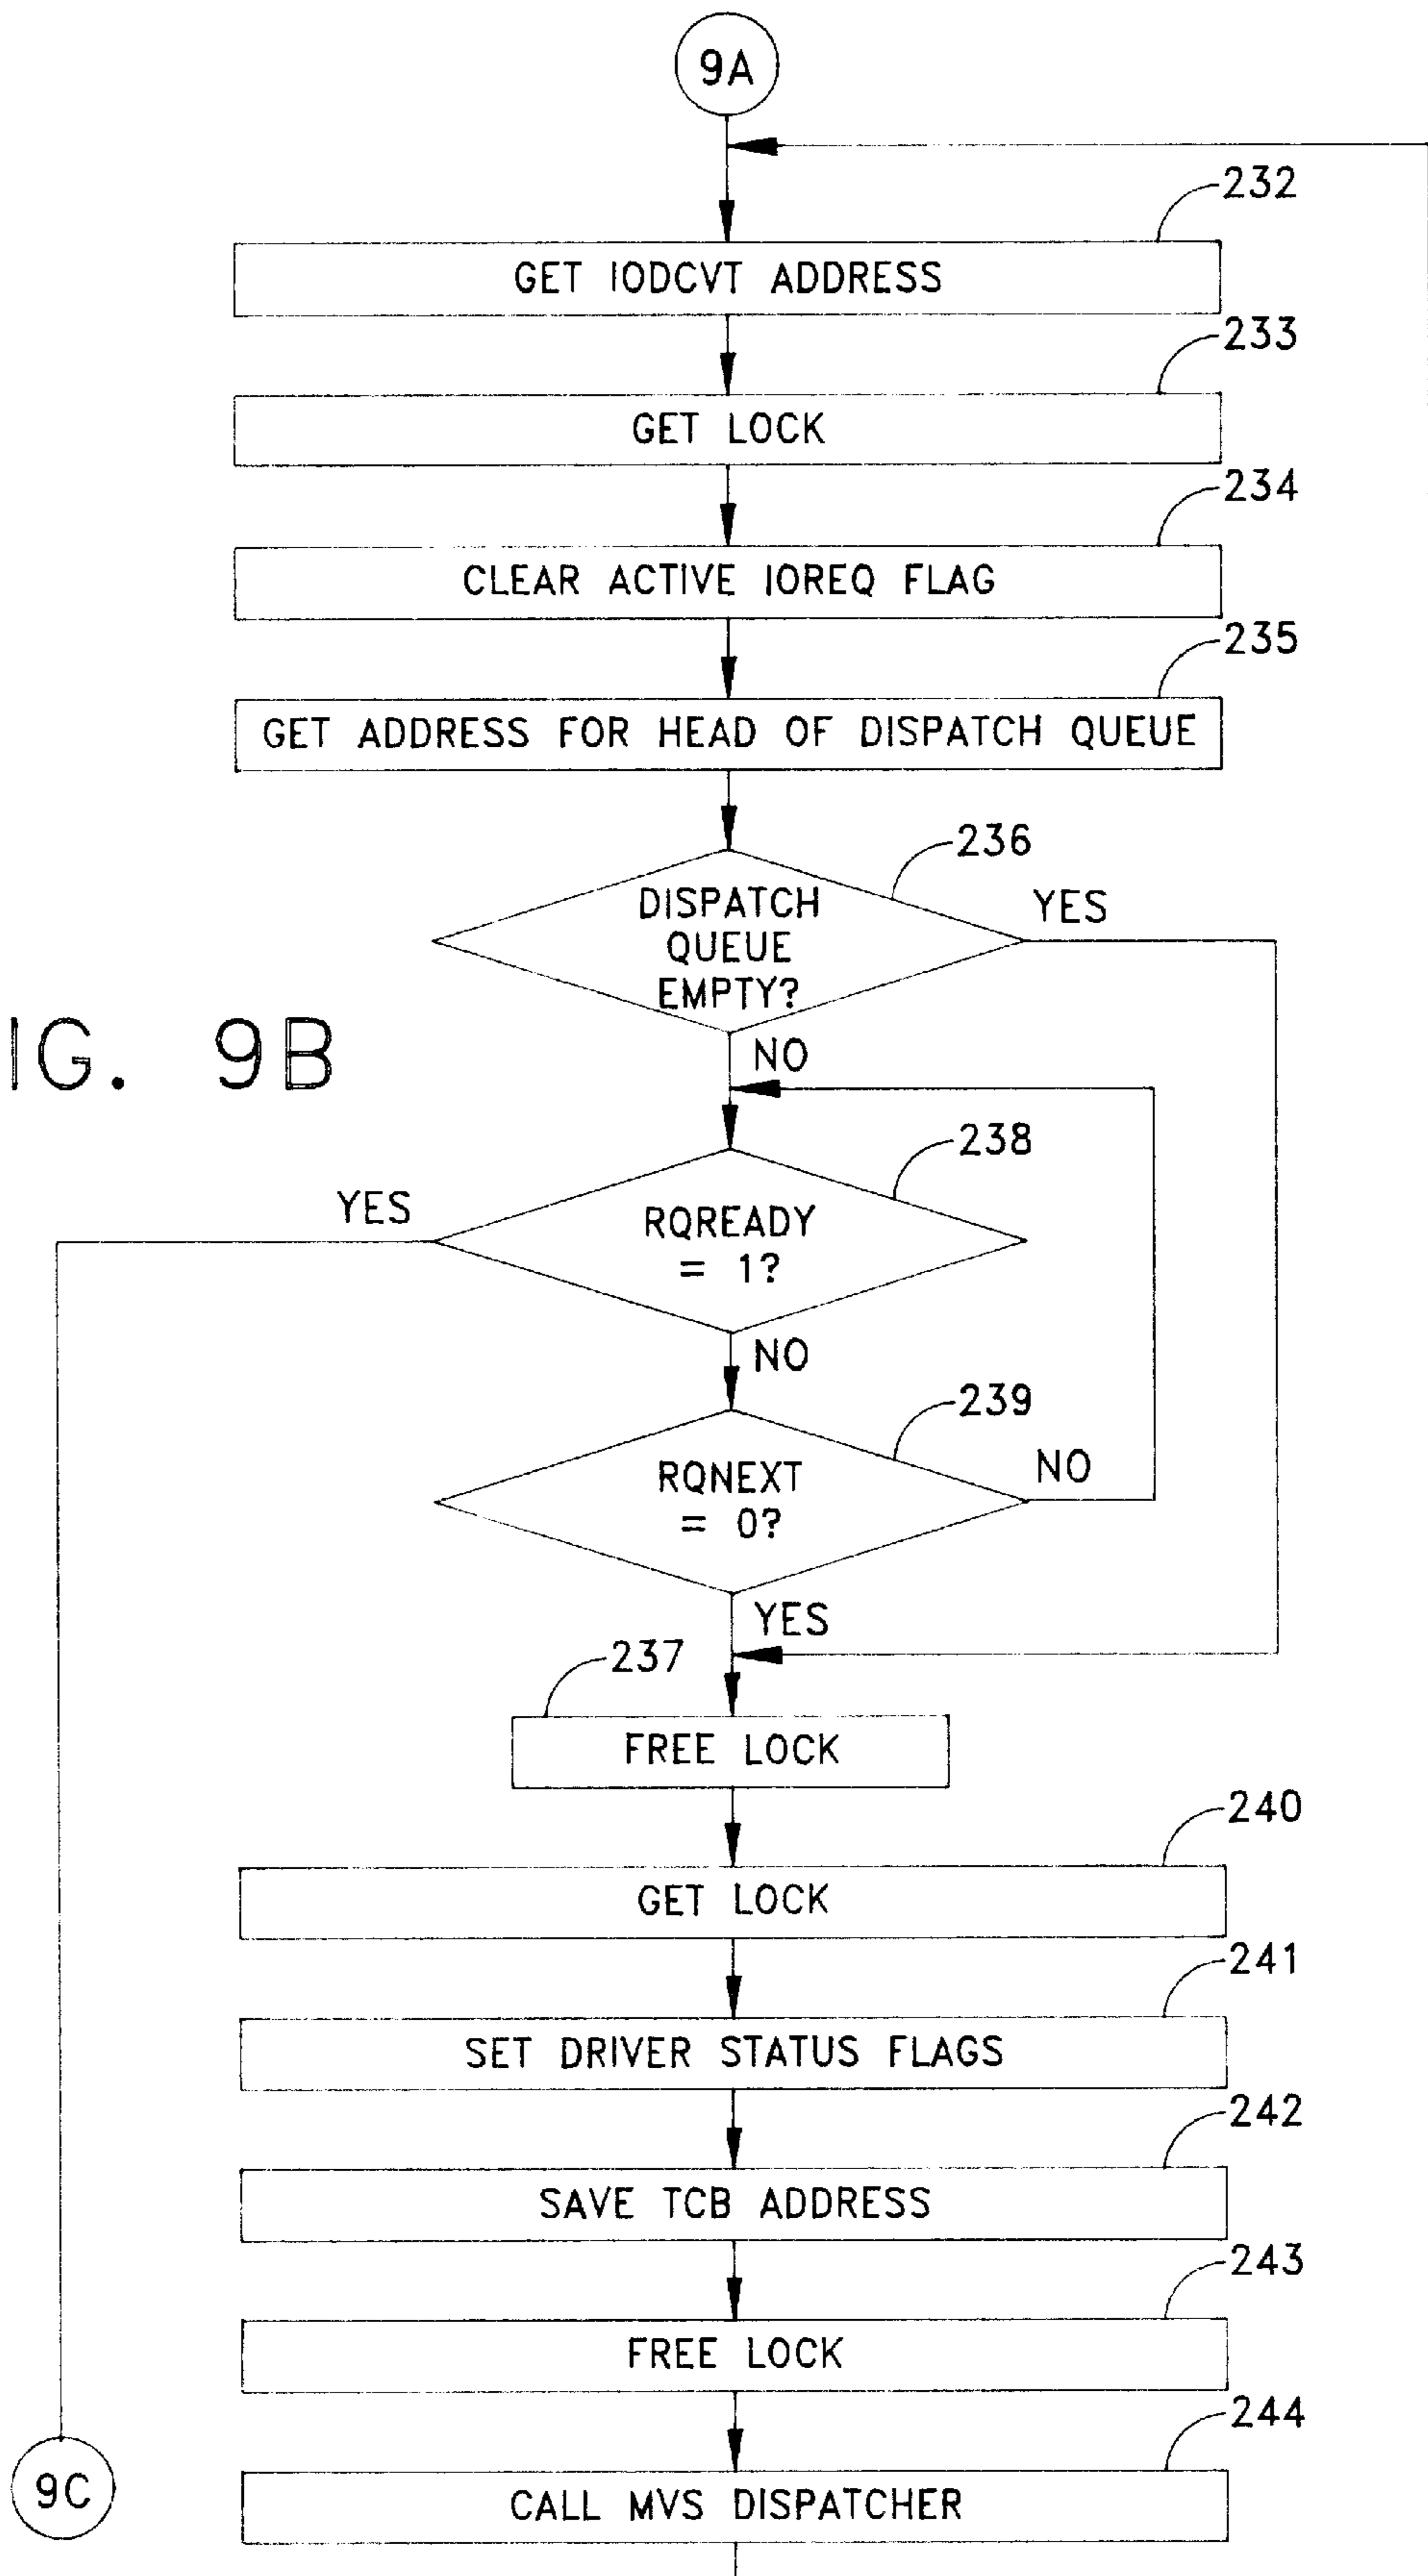 9A
232
GET IODCVT ADDRESS
233
GET LOCK
234
CLEAR ACTIVE IOREQ FLAG
235
GET ADDRESS FOR HEAD OF DISPATCH QUEUE
236
DISPATCH
QUEUE
EMPTY?
YES
NO
IG. 9B
238
YES
RQREADY
= 1?
NO
239
RQNEXT
= 0?
NO
YES
237
FREE LOCK
240
GET LOCK
241
SET DRIVER STATUS FLAGS
242
SAVE TCB ADDRESS
243
FREE LOCK
244
9C
CALL MVS DISPATCHER